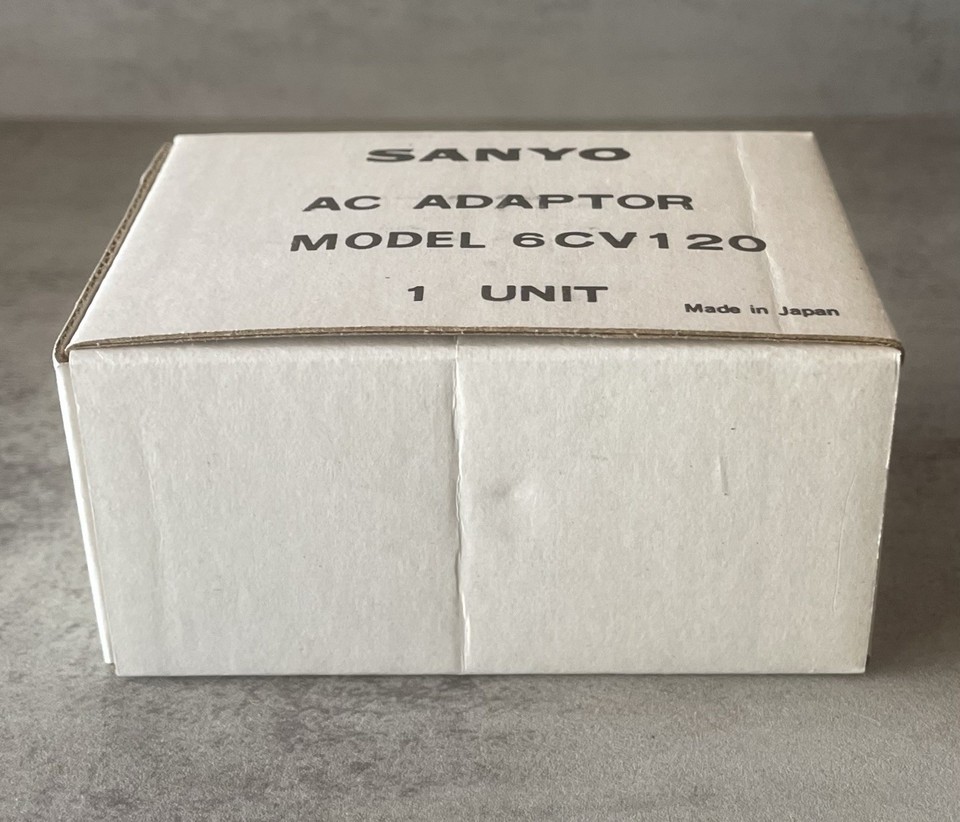 SANYO
AC ADAPTOR
MODEL 6CV120
1 UNIT
Made in Japan